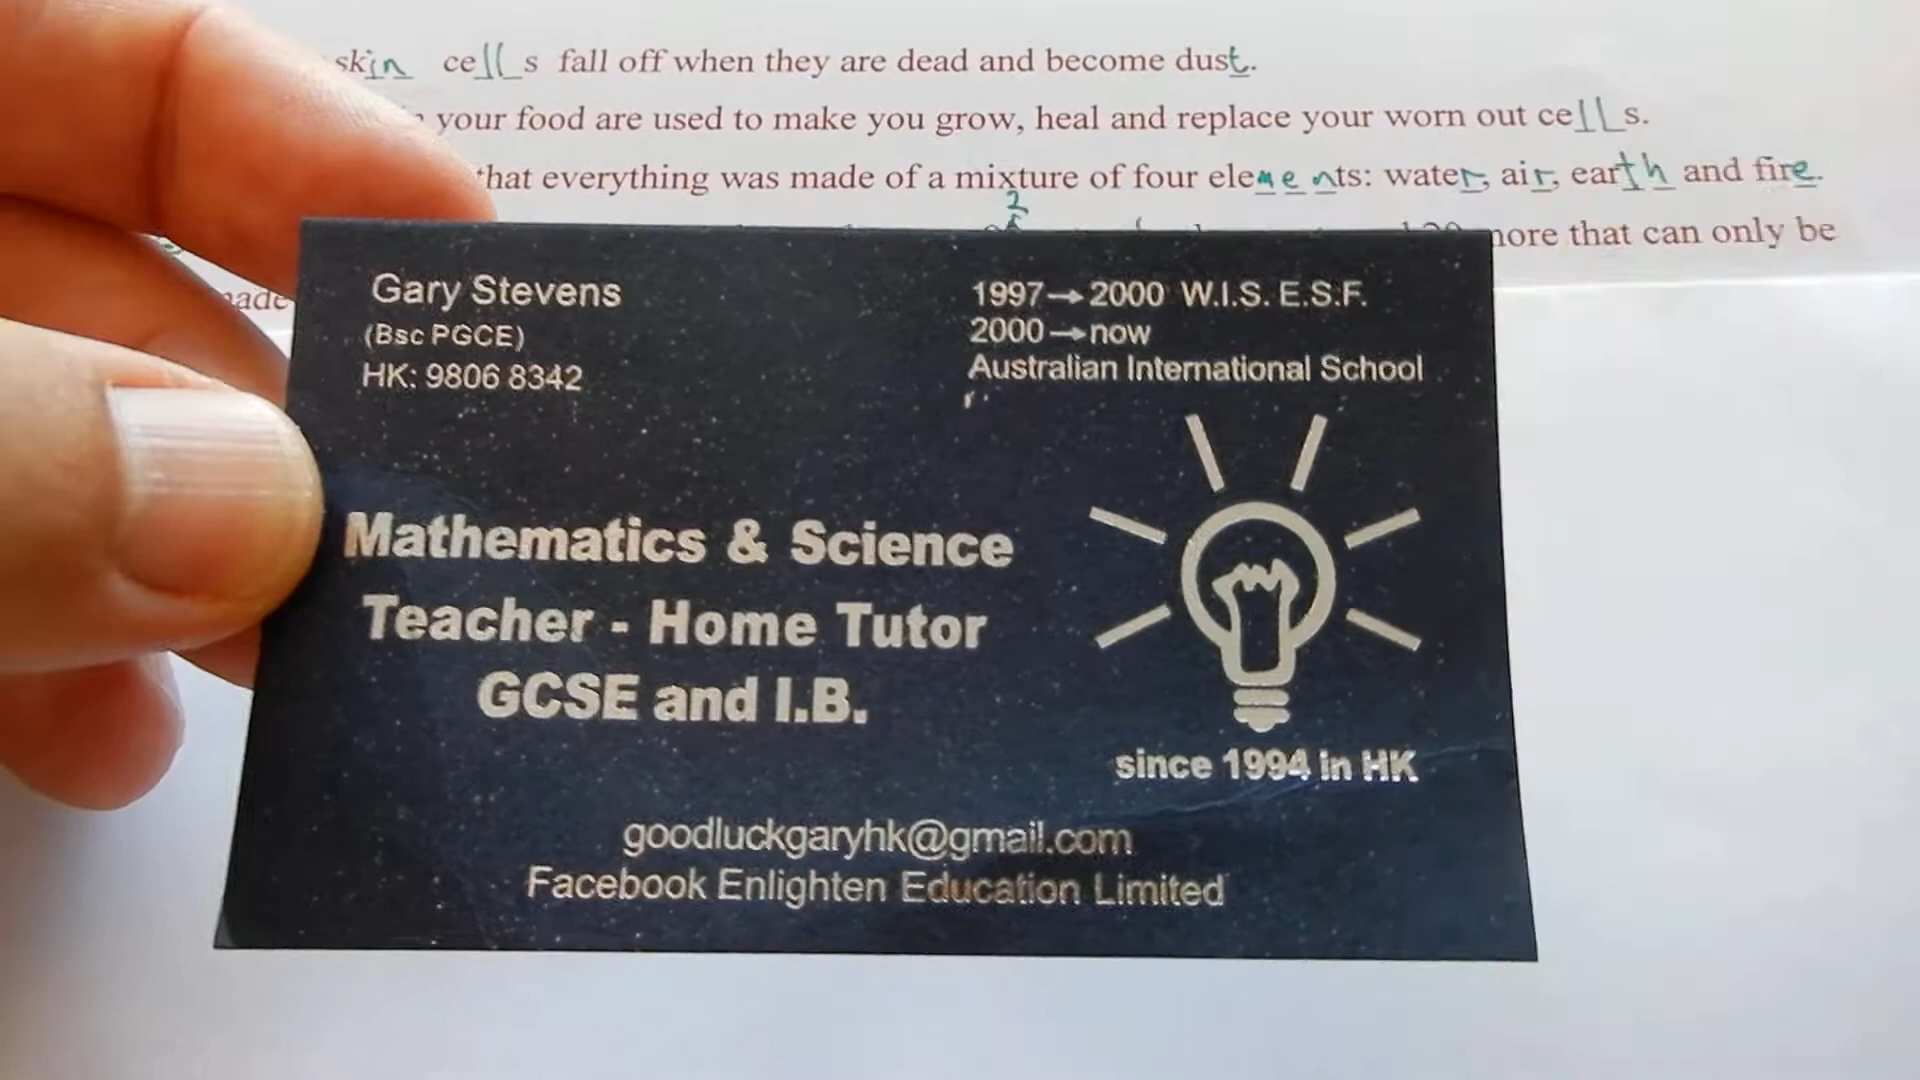 skin cells fall off when they are dead and become dust.
your food are used to make you grow, heal and replace your worn out cells.
that everything was made of a mixture of four elements: water, air, earth and fire.
2
more that can only be
made
Gary Stevens
(Bsc PGCE)
HK: 9806 8342
1997→2000 W.I.S. E.S.F.
2000→now
Australian International School
Mathematics & Science
Teacher - Home Tutor
GCSE and I.B.
since 1994 in HK
goodluckgaryhk@gmail.com
Facebook Enlighten Education Limited